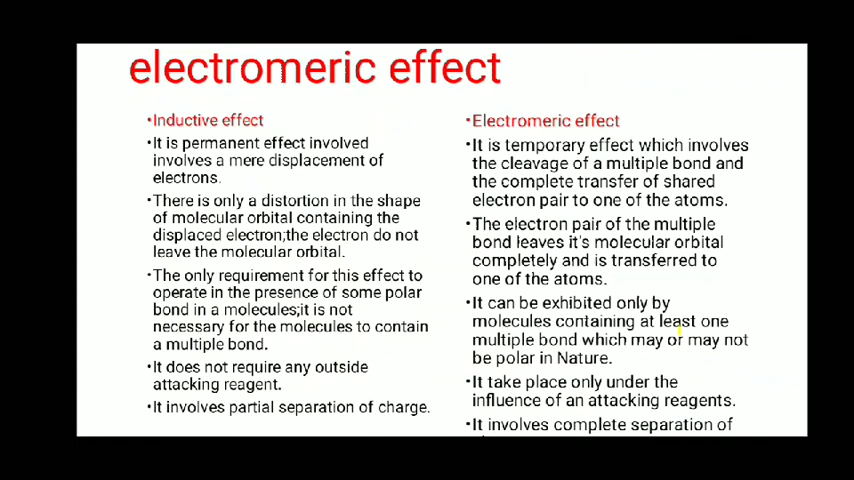 electromeric effect
•Inductive effect
•It is permanent effect involved
involves a mere displacement of
electrons.
•There is only a distortion in the shape
of molecular orbital containing the
displaced electron;the electron do not
leave the molecular orbital.
•The only requirement for this effect to
operate in the presence of some polar
bond in a molecules;it is not
necessary for the molecules to contain
a multiple bond.
•It does not require any outside
attacking reagent.
•It involves partial separation of charge.
•Electromeric effect
•It is temporary effect which involves
the cleavage of a multiple bond and
the complete transfer of shared
electron pair to one of the atoms.
•The electron pair of the multiple
bond leaves it's molecular orbital
completely and is transferred to
one of the atoms.
•It can be exhibited only by
molecules containing at least one
multiple bond which may or may not
be polar in Nature.
•It take place only under the
influence of an attacking reagents.
•It involves complete separation of